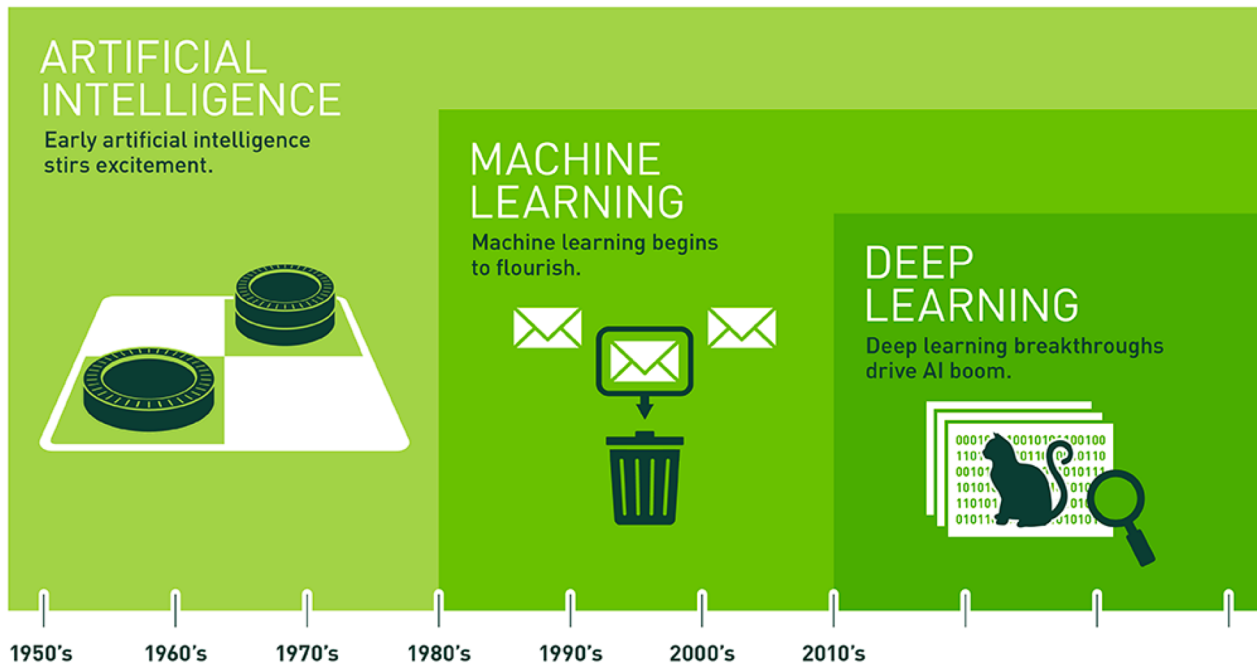 ARTIFICIAL
INTELLIGENCE
Early artificial intelligence
stirs excitement.
MACHINE
LEARNING
Machine learning begins
to flourish.
DEEP
LEARNING
Deep learning breakthroughs
drive AI boom.
1950's
1960's
1970's
1980's
1990's
2000's
2010's